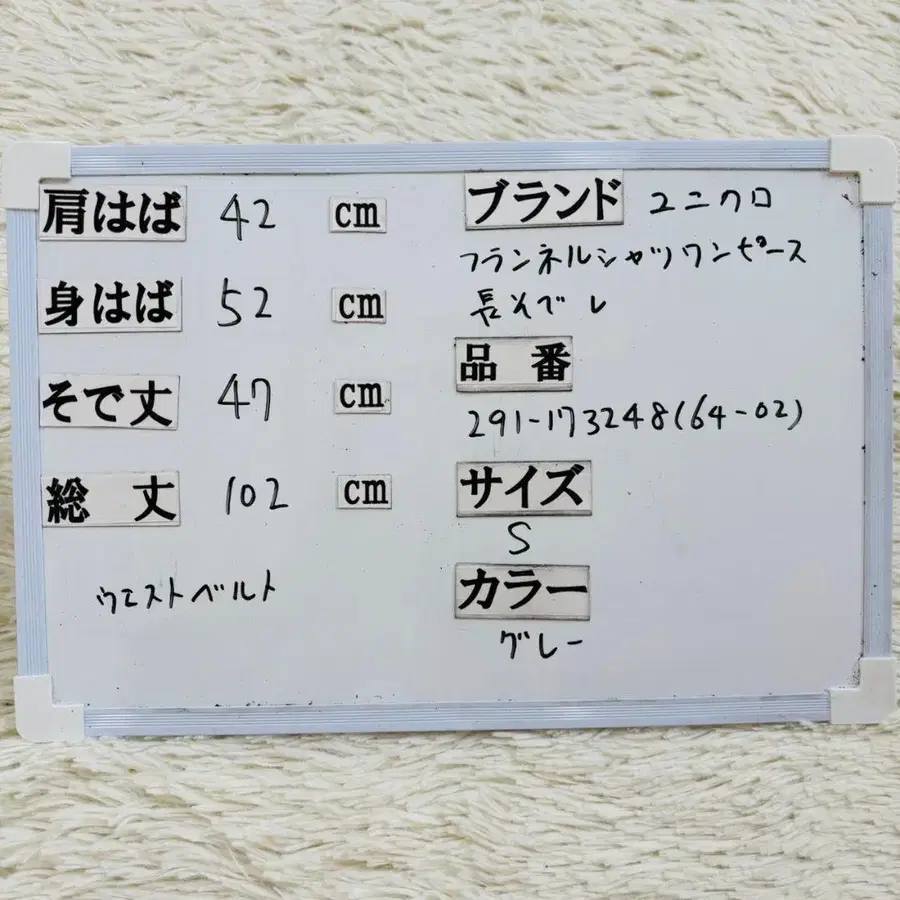 肩はば 42 cm
身はば 52 cm
そで丈 47 cm
総 丈 102 cm
ウエストベルト
ブランド ユニクロ
フランネルシャツワンピース
長そで レ
品 番
291-173248(64-02)
サイズ
S
カラー
グレー